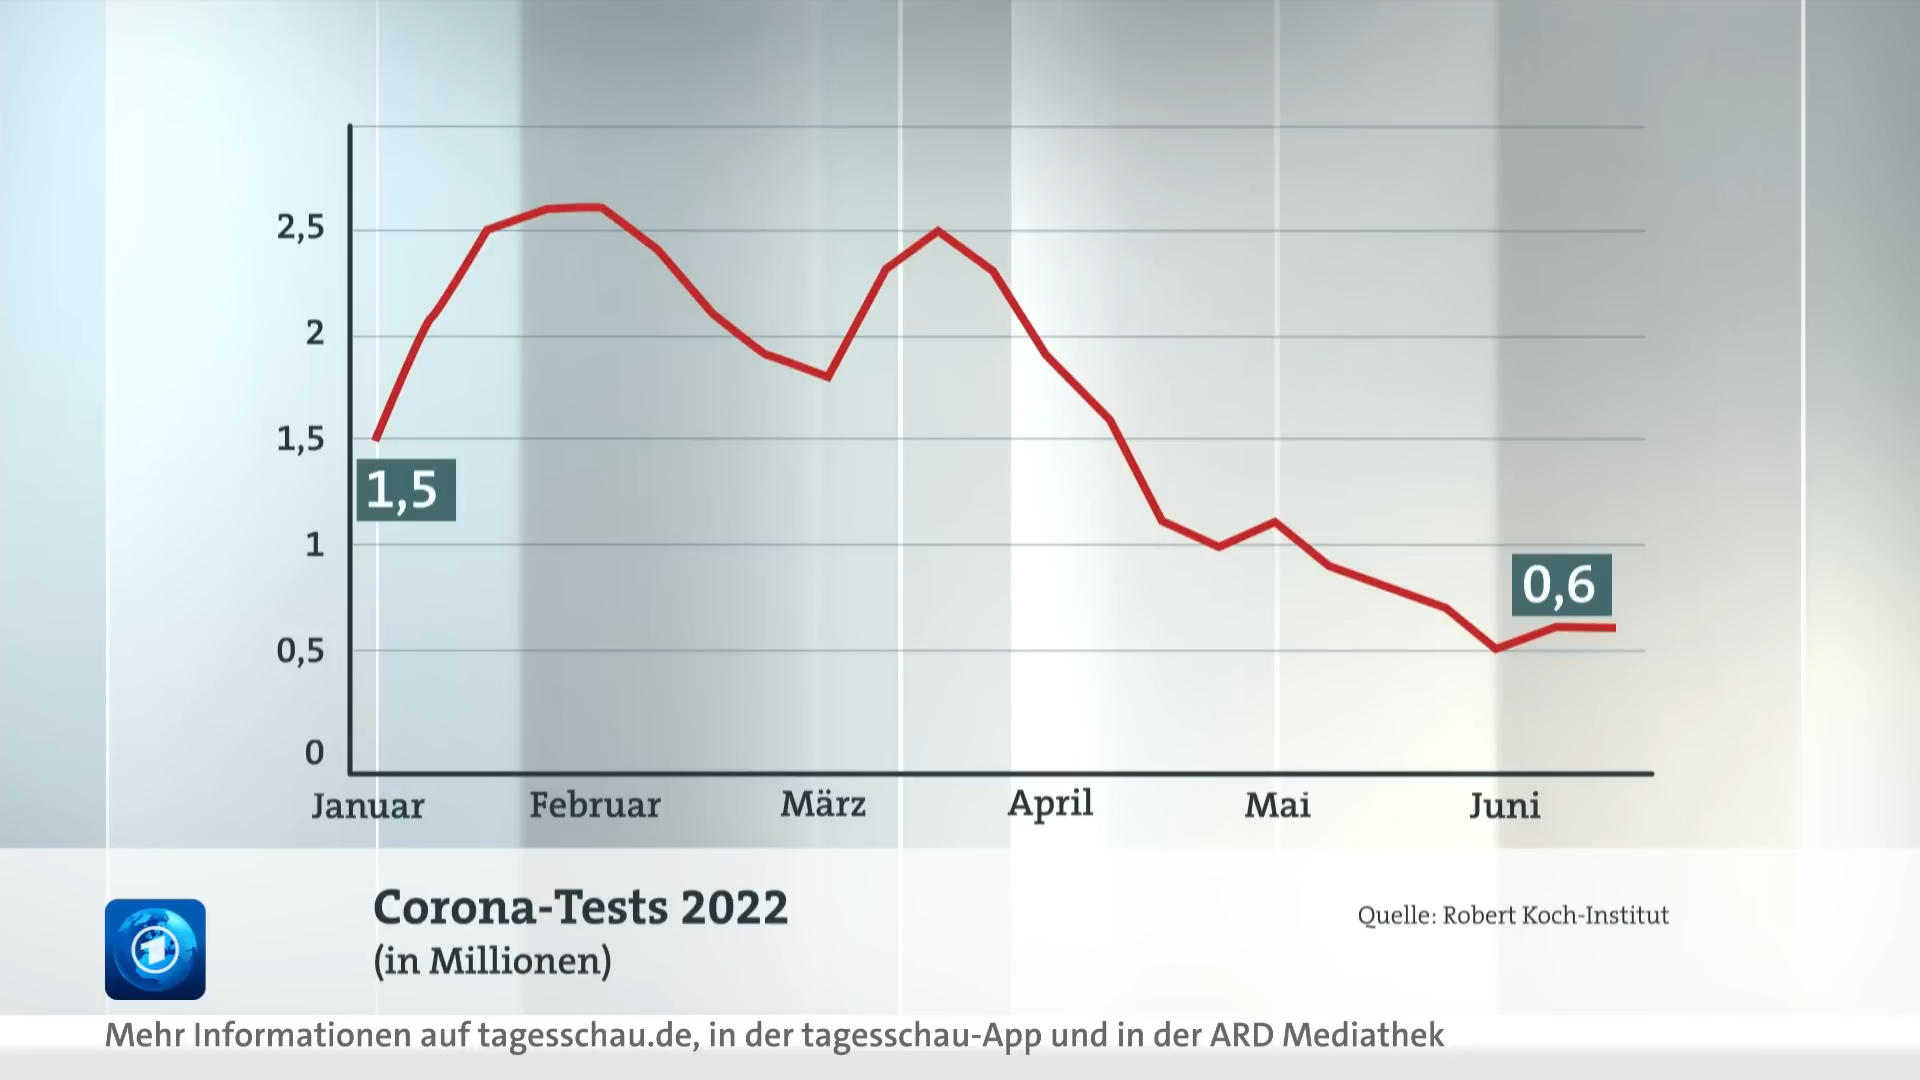 2,5
2
1,5
1,5
1
0,6
0,5
0
Januar Februar März April Mai Juni
Corona-Tests 2022
(in Millionen)
Quelle: Robert Koch-Institut
1
Mehr Informationen auf tagesschau.de, in der tagesschau-App und in der ARD Mediathek